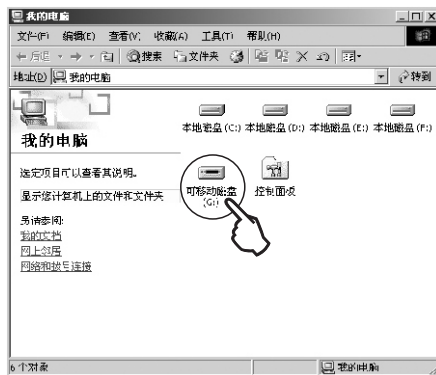 我的电脑
文件(F) 编辑(E) 查看(V) 收藏(A) 工具(T) 帮助(H)
后退 搜索 文件夹
地址(D) 我的电脑 转到
本地磁盘 (C:) 本地磁盘 (D:) 本地磁盘 (E:) 本地磁盘 (F:)
我的电脑
选定项目可以查看其说明。
可移动磁盘 (G:) 控制面板
显示您计算机上的文件和文件夹
另请参阅:
我的文档
网上邻居
网络和拨号连接
6 个对象 我的电脑